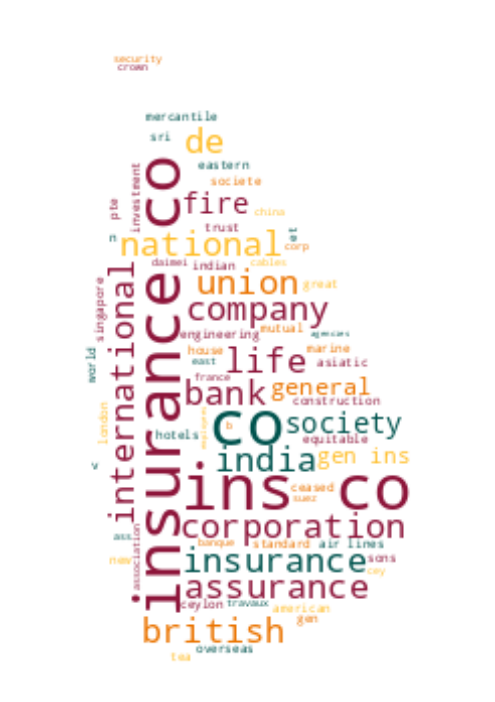 security
crown
mercantile
sri
de
eastern
societe
investment
insurance co
fire
pte
china
trust
et
n
national
corp
daimei
indian
cables
international
union
great
singapore
company
engineering
mutual
agencies
world
house
life
marine
east
asiatic
france
bank
general
construction
london
b
co
society
hotels
equitable
v
india
gen ins
ins co
ceased
suez
corporation
ass
banque
standard
air lines
association
new
insurance
sons
cey
assurance
ceylon
travaux
american
gen
british
overseas
tea